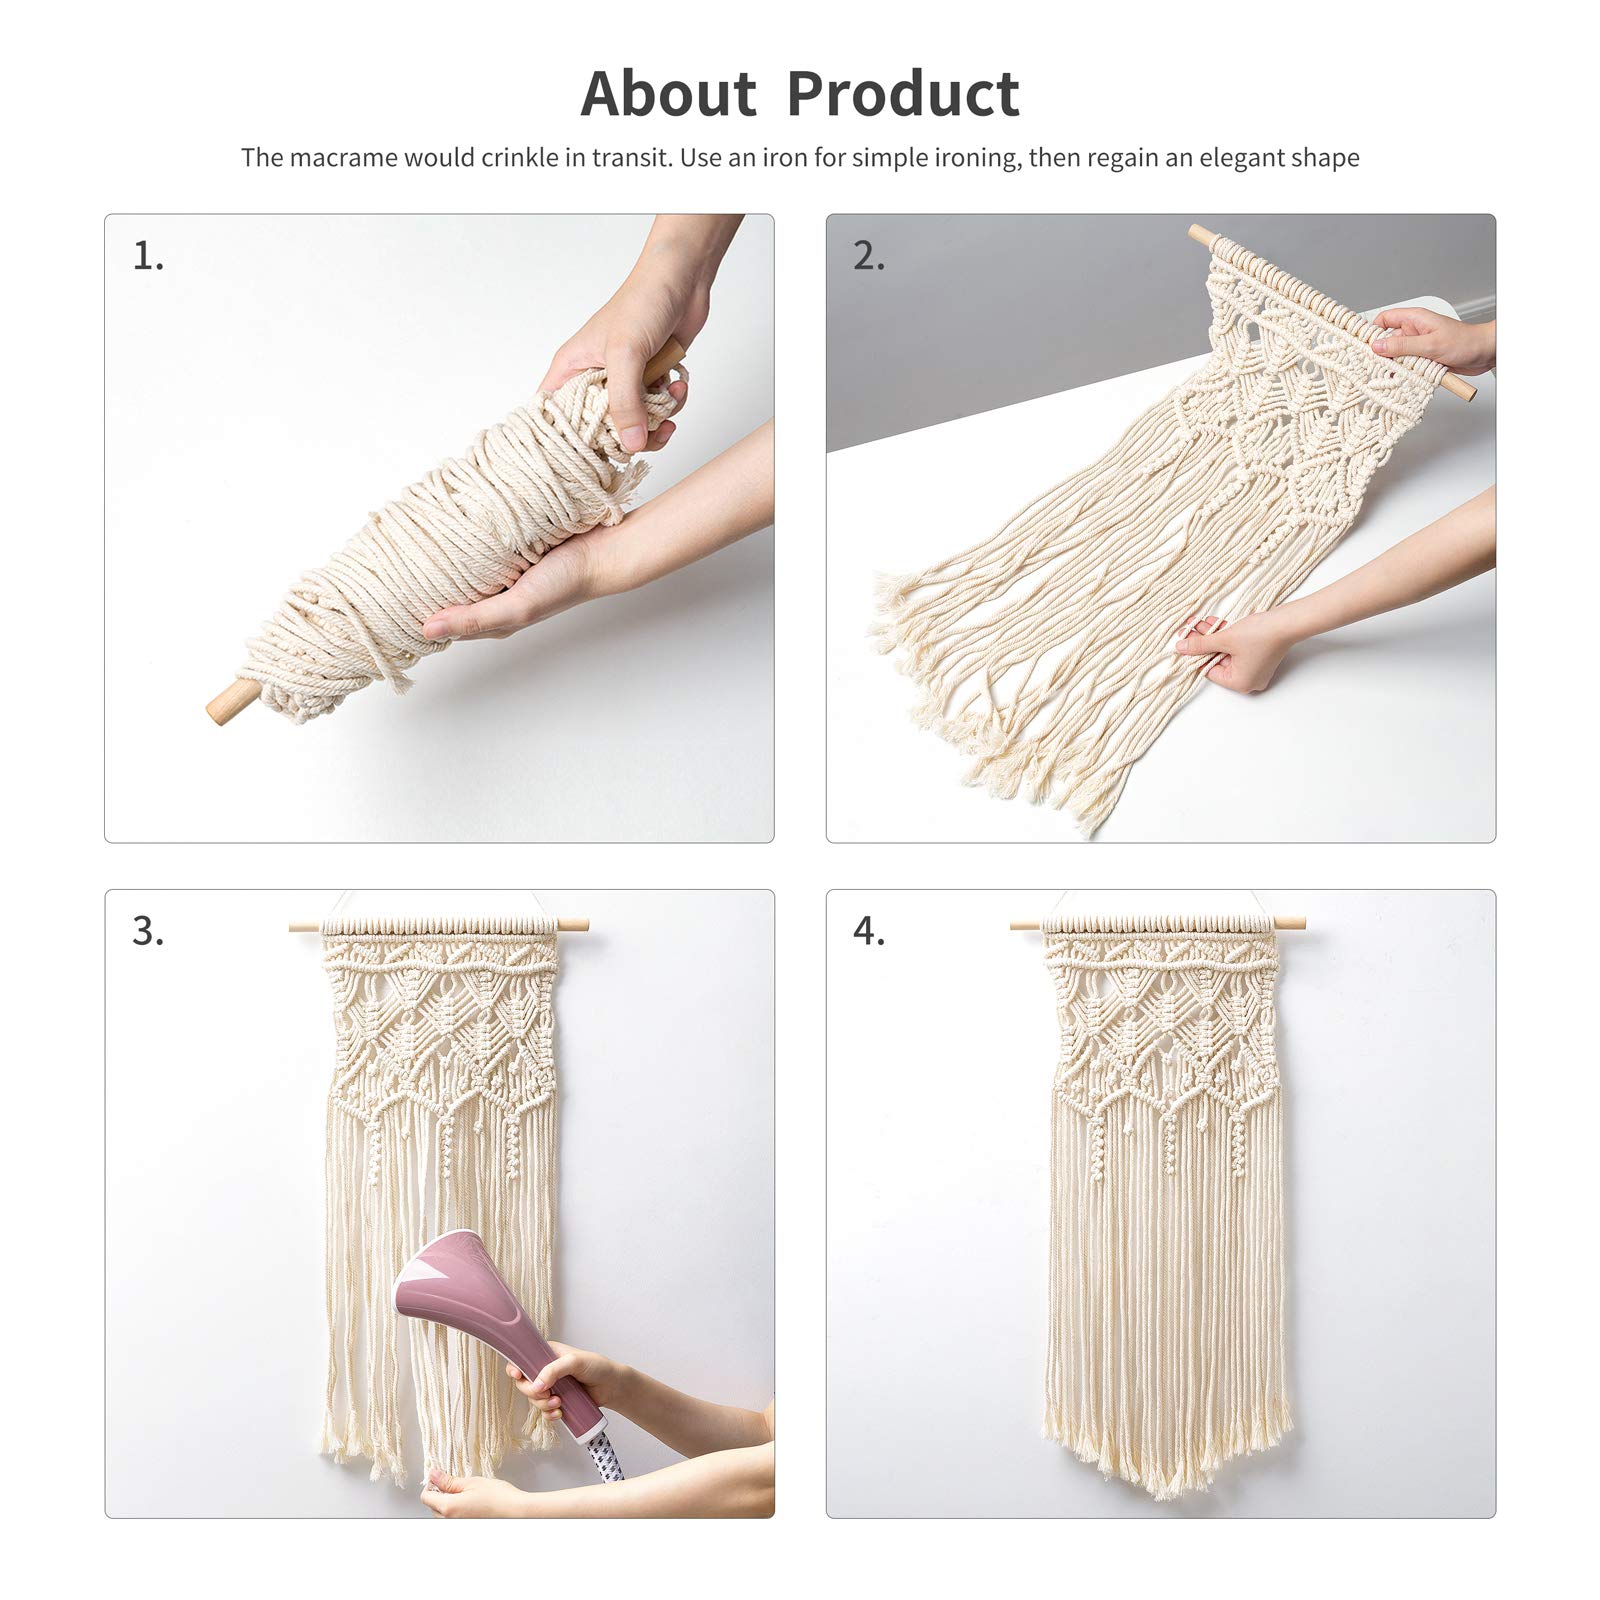 About Product
The macrame would crinkle in transit. Use an iron for simple ironing, then regain an elegant shape
1.
2.
3.
4.